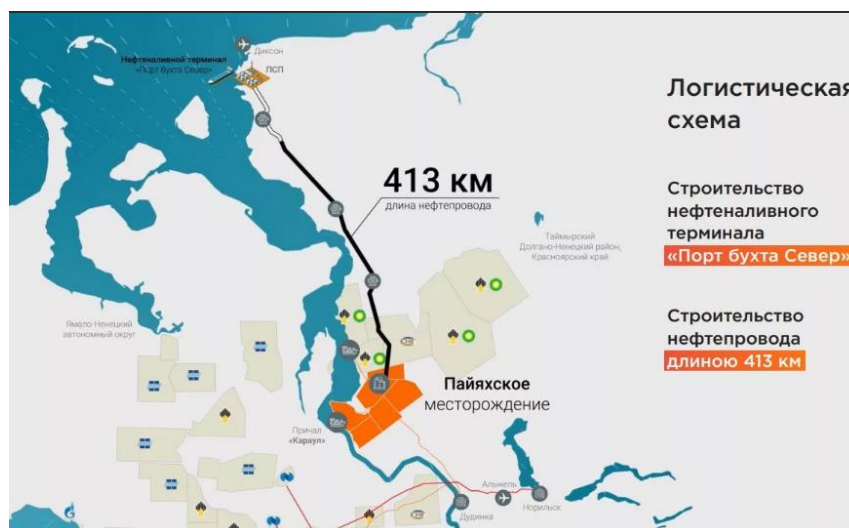 Диксон
Нефтеналивной терминал
«Порт бухта Север»
ПСП
Логистическая
схема
413 км
длина нефтепровода
Строительство
нефтеналивного
терминала
«Порт бухта Север»
Таймырский
Долгано-Ненецкий район,
Красноярский край
Ямало-Ненецкий
автономный округ
Строительство
нефтепровода
длиною 413 км
Пайяхское
месторождение
Причал
«Караул»
Алыкель
Норильск
Дудинка